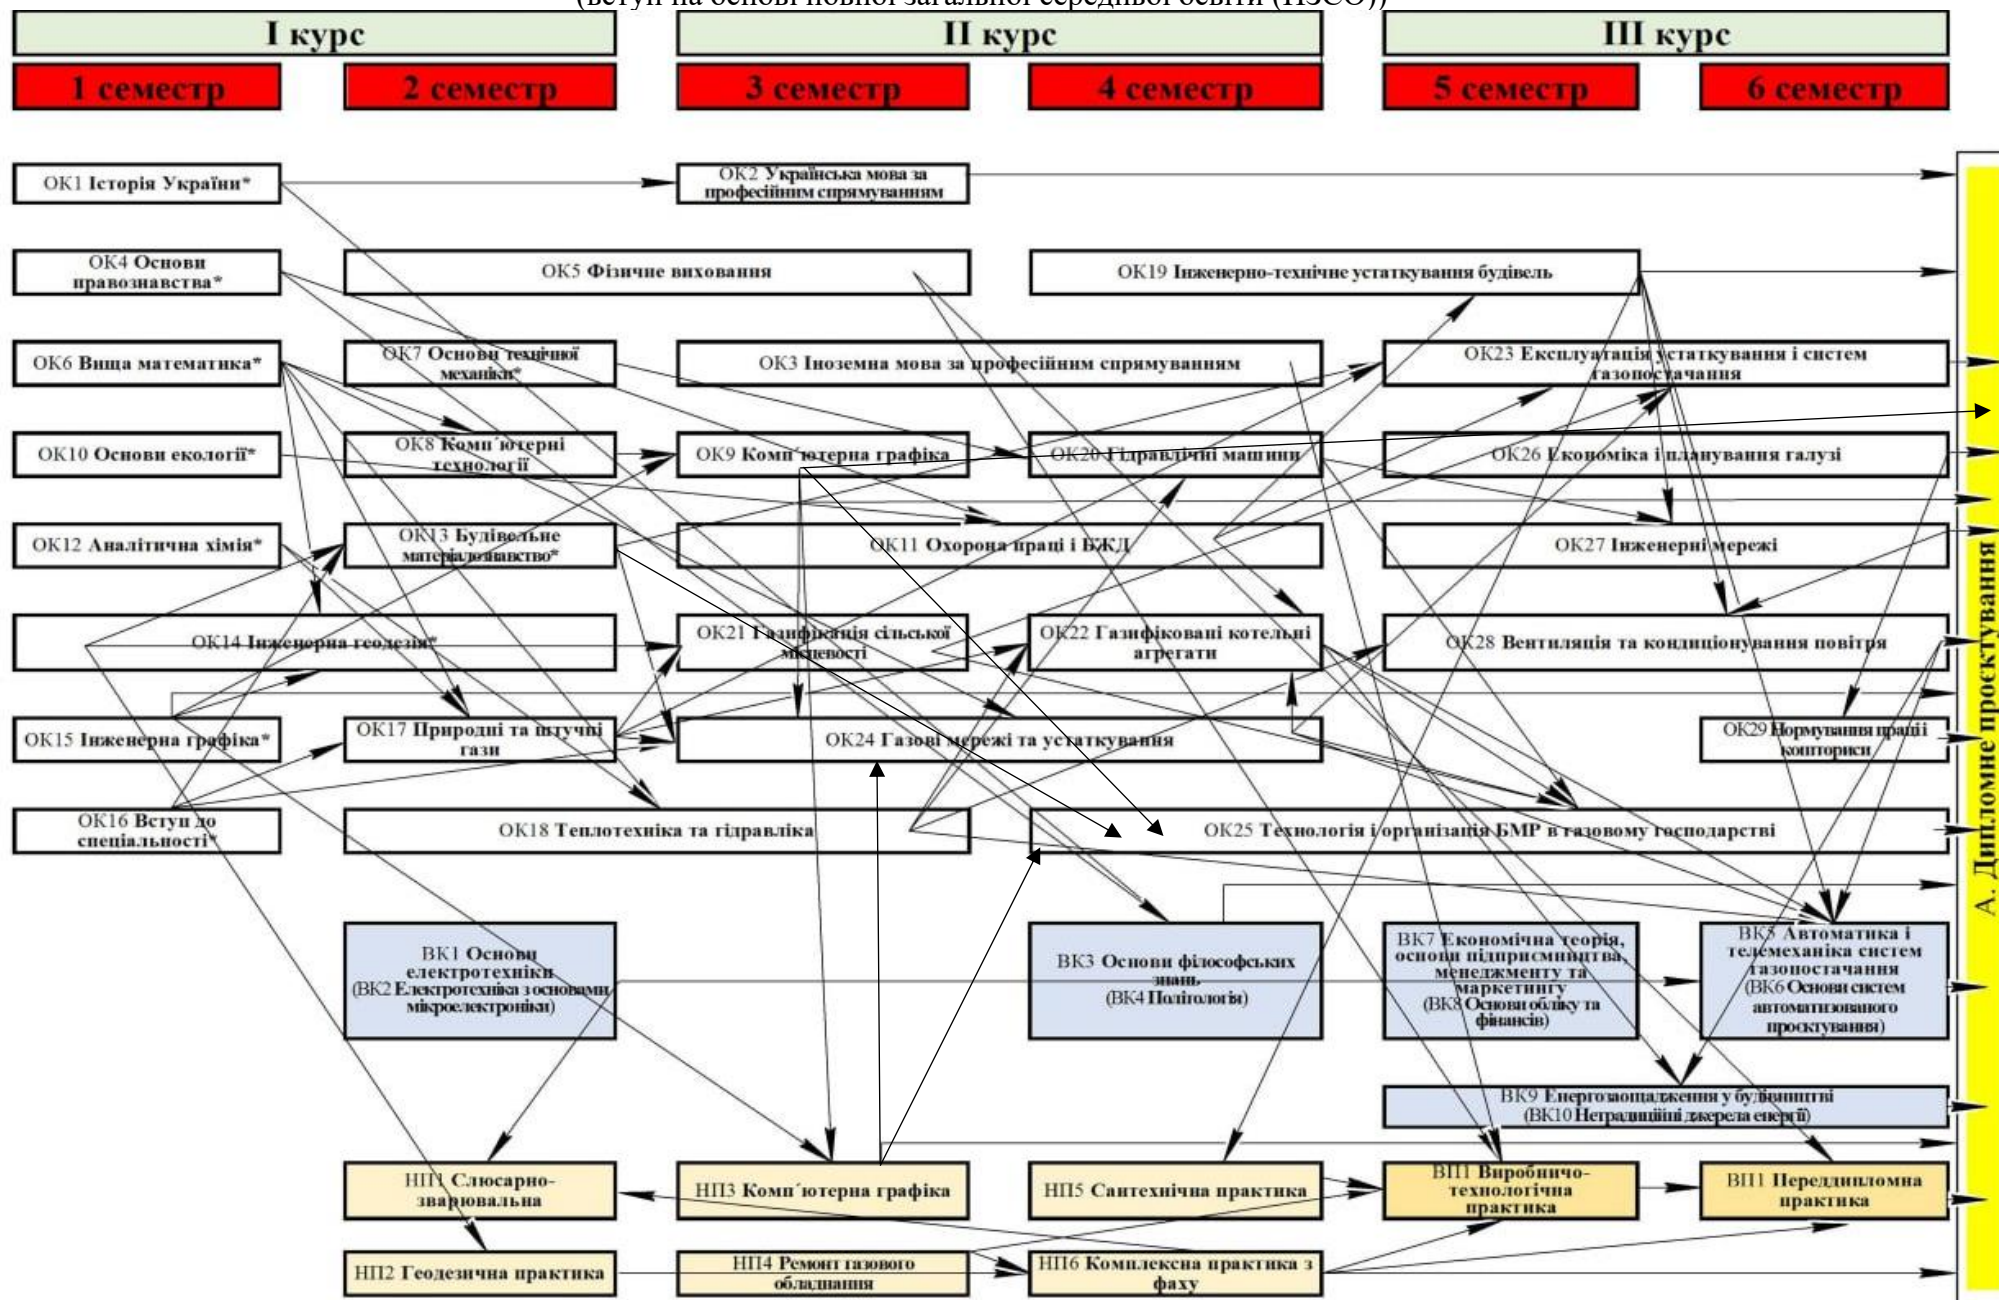 (вступ на основі повної загальної середньої освіти (ПЗСО))
І курс
ІІ курс
ІІІ курс
1 семестр
2 семестр
3 семестр
4 семестр
5 семестр
6 семестр
ОК1 Історія України*
ОК2 Українська мова за
професійним спрямуванням
ОК4 Основи
правознавства*
ОК5 Фізичне виховання
ОК19 Інженерно-технічне устаткування будівель
ОК6 Вища математика*
ОК7 Основи технічної
механіки*
ОК3 Іноземна мова за професійним спрямуванням
ОК23 Експлуатація устаткування і систем
газопостачання
ОК10 Основи екології*
ОК8 Комп´ютерні
технології
ОК9 Комп´ютерна графіка
ОК20 Гідравлічні машини
ОК26 Економіка і планування галузі
ОК12 Аналітична хімія*
ОК13 Будівельне
матеріалознавство*
ОК11 Охорона праці і БЖД
ОК27 Інженерні мережі
ОК14 Інженерна геодезія*
ОК21 Газифікація сільської
місцевості
ОК22 Газифіковані котельні
агрегати
ОК28 Вентиляція та кондиціонування повітря
ОК15 Інженерна графіка*
ОК17 Природні та штучні
гази
ОК24 Газові мережі та устаткування
ОК29 Нормування праці і
кошториси
ОК16 Вступ до
спеціальності*
ОК18 Теплотехніка та гідравліка
ОК25 Технологія і організація БМР в газовому господарстві
ВК1 Основи
електротехніки
(ВК2 Електротехніка з основами
мікроелектроніки)
ВК3 Основи філософських
знань
(ВК4 Політологія)
ВК7 Економічна теорія,
основи підприємництва,
менеджменту та
маркетингу
(ВК8 Основи обліку та
фінансів)
ВК5 Автоматика і
телемеханіка систем
газопостачання
(ВК6 Основи систем
автоматизованого
проєктування)
ВК9 Енергозаощадження у будівництві
(ВК10 Нетрадиційні джерела енергії)
НП1 Слюсарно-
зварювальна
НП3 Комп´ютерна графіка
НП5 Сантехнічна практика
ВП1 Виробничо-
технологічна
практика
ВП1 Переддипломна
практика
НП2 Геодезична практика
НП4 Ремонт газового
обладнання
НП6 Комплексна практика з
фаху
А. Дипломне проєктування